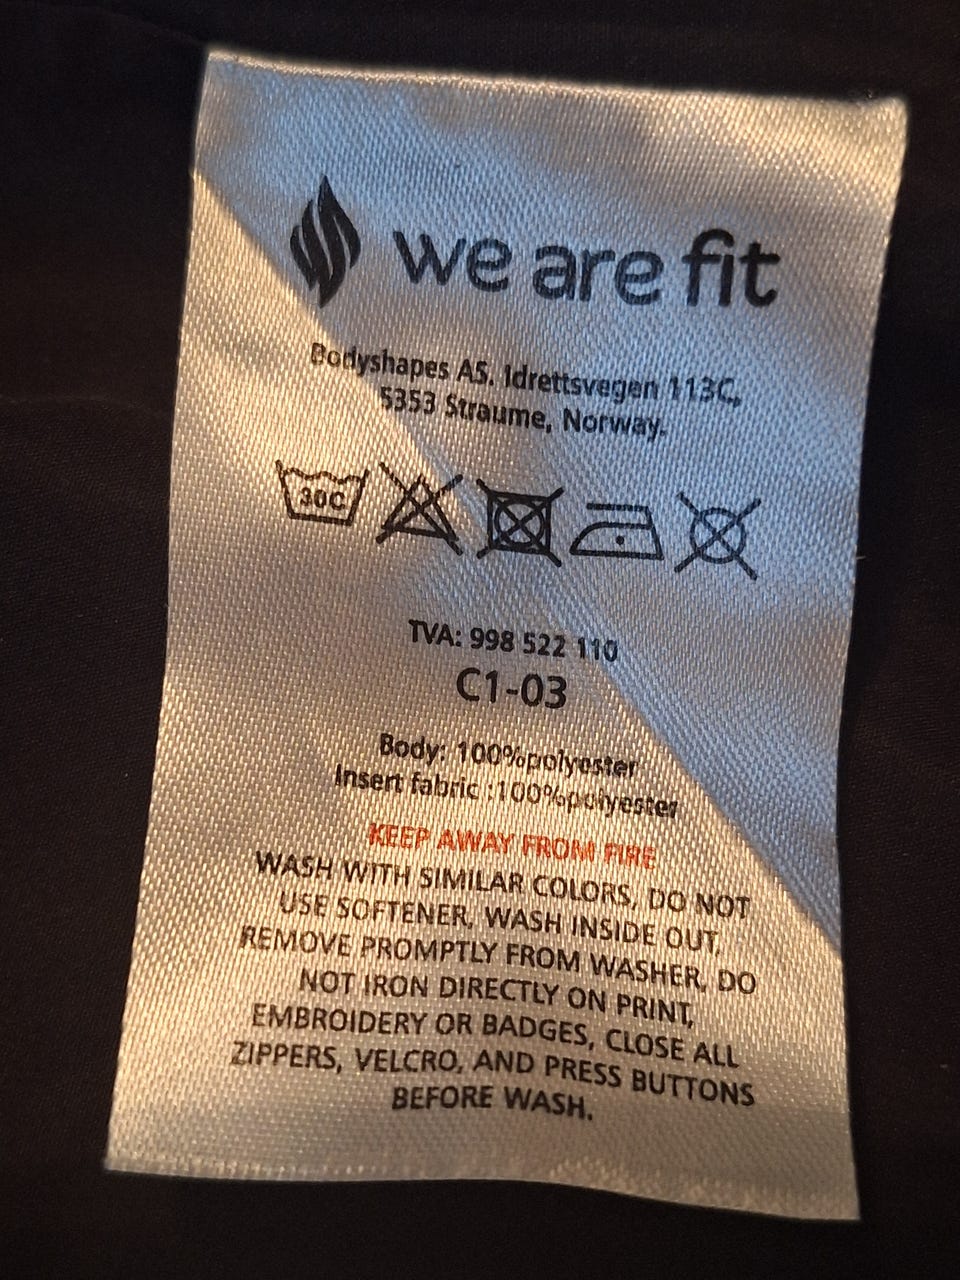 we are fit
Bodyshapes AS. Idrettsvegen 113C,
5353 Straume, Norway.
30C
TVA: 998 522 110
C1-03
Body: 100%polyester
Insert fabric :100%polyester
KEEP AWAY FROM FIRE
WASH WITH SIMILAR COLORS, DO NOT
USE SOFTENER, WASH INSIDE OUT,
REMOVE PROMPTLY FROM WASHER, DO
NOT IRON DIRECTLY ON PRINT,
EMBROIDERY OR BADGES, CLOSE ALL
ZIPPERS, VELCRO, AND PRESS BUTTONS
BEFORE WASH.